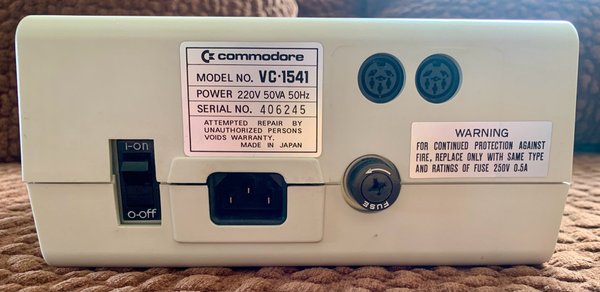 commodore
MODEL NO. VC-1541
POWER 220V 50VA 50Hz
SERIAL NO. 406245
ATTEMPTED REPAIR BY
UNAUTHORIZED PERSONS
VOIDS WARRANTY.
MADE IN JAPAN
WARNING
FOR CONTINUED PROTECTION AGAINST
FIRE, REPLACE ONLY WITH SAME TYPE
AND RATINGS OF FUSE 250V 0.5A
I-on
o-off
FUSE